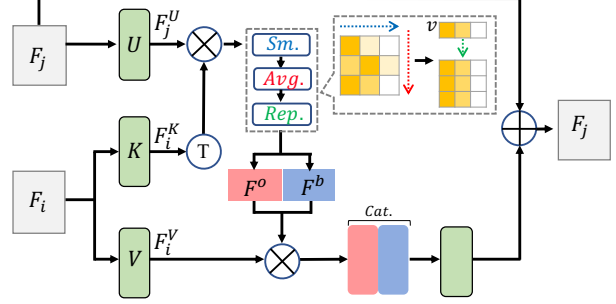 F_j
U
F_j^U
Sm.
Avg.
Rep.
v
F_j
K
F_i^K
T
F_i
F^o
F^b
V
F_i^V
Cat.